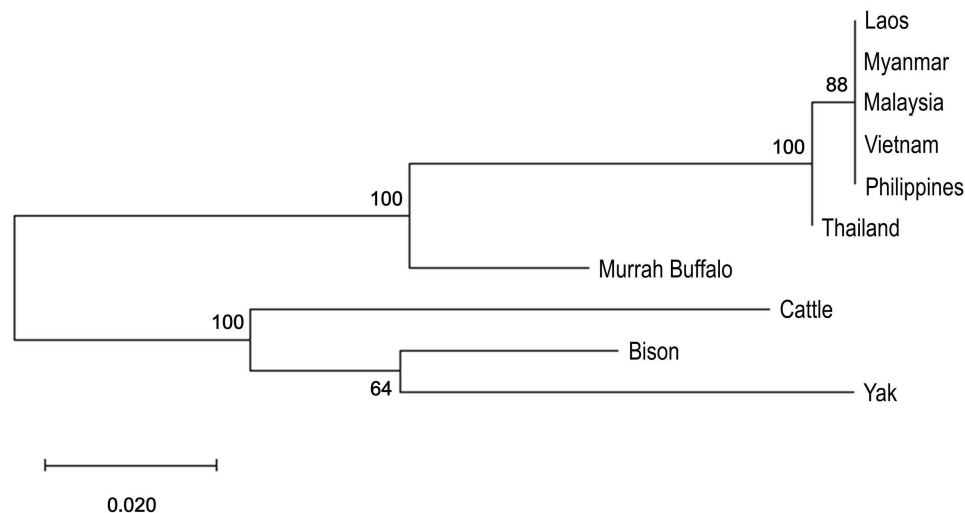 Laos
Myanmar
88
Malaysia
100
Vietnam
Philippines
100
Thailand
Murrah Buffalo
Cattle
100
Bison
64
Yak
0.020